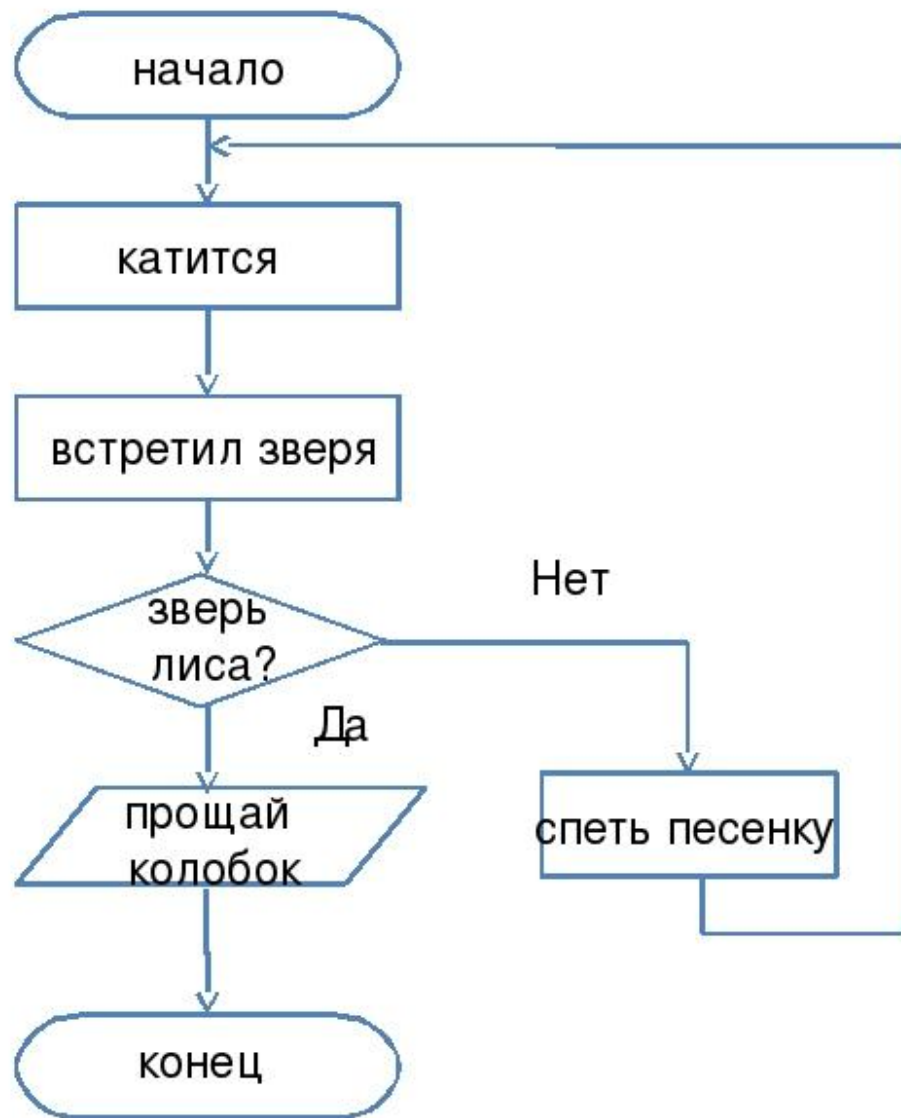 начало
катится
встретил зверя
зверь
лиса?
Нет
Да
прощай
колобок
спеть песенку
конец